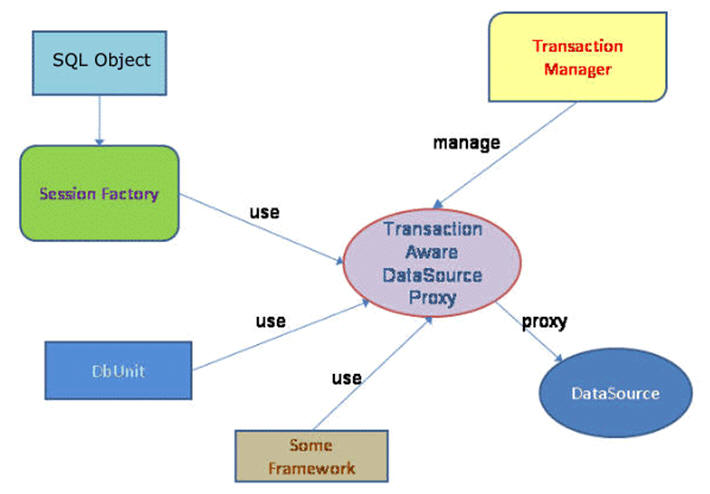 SQL Object
Transaction
Manager
manage
Session Factory
use
Transaction
Aware
DataSource
Proxy
use
proxy
DbUnit
use
DataSource
Some
Framework